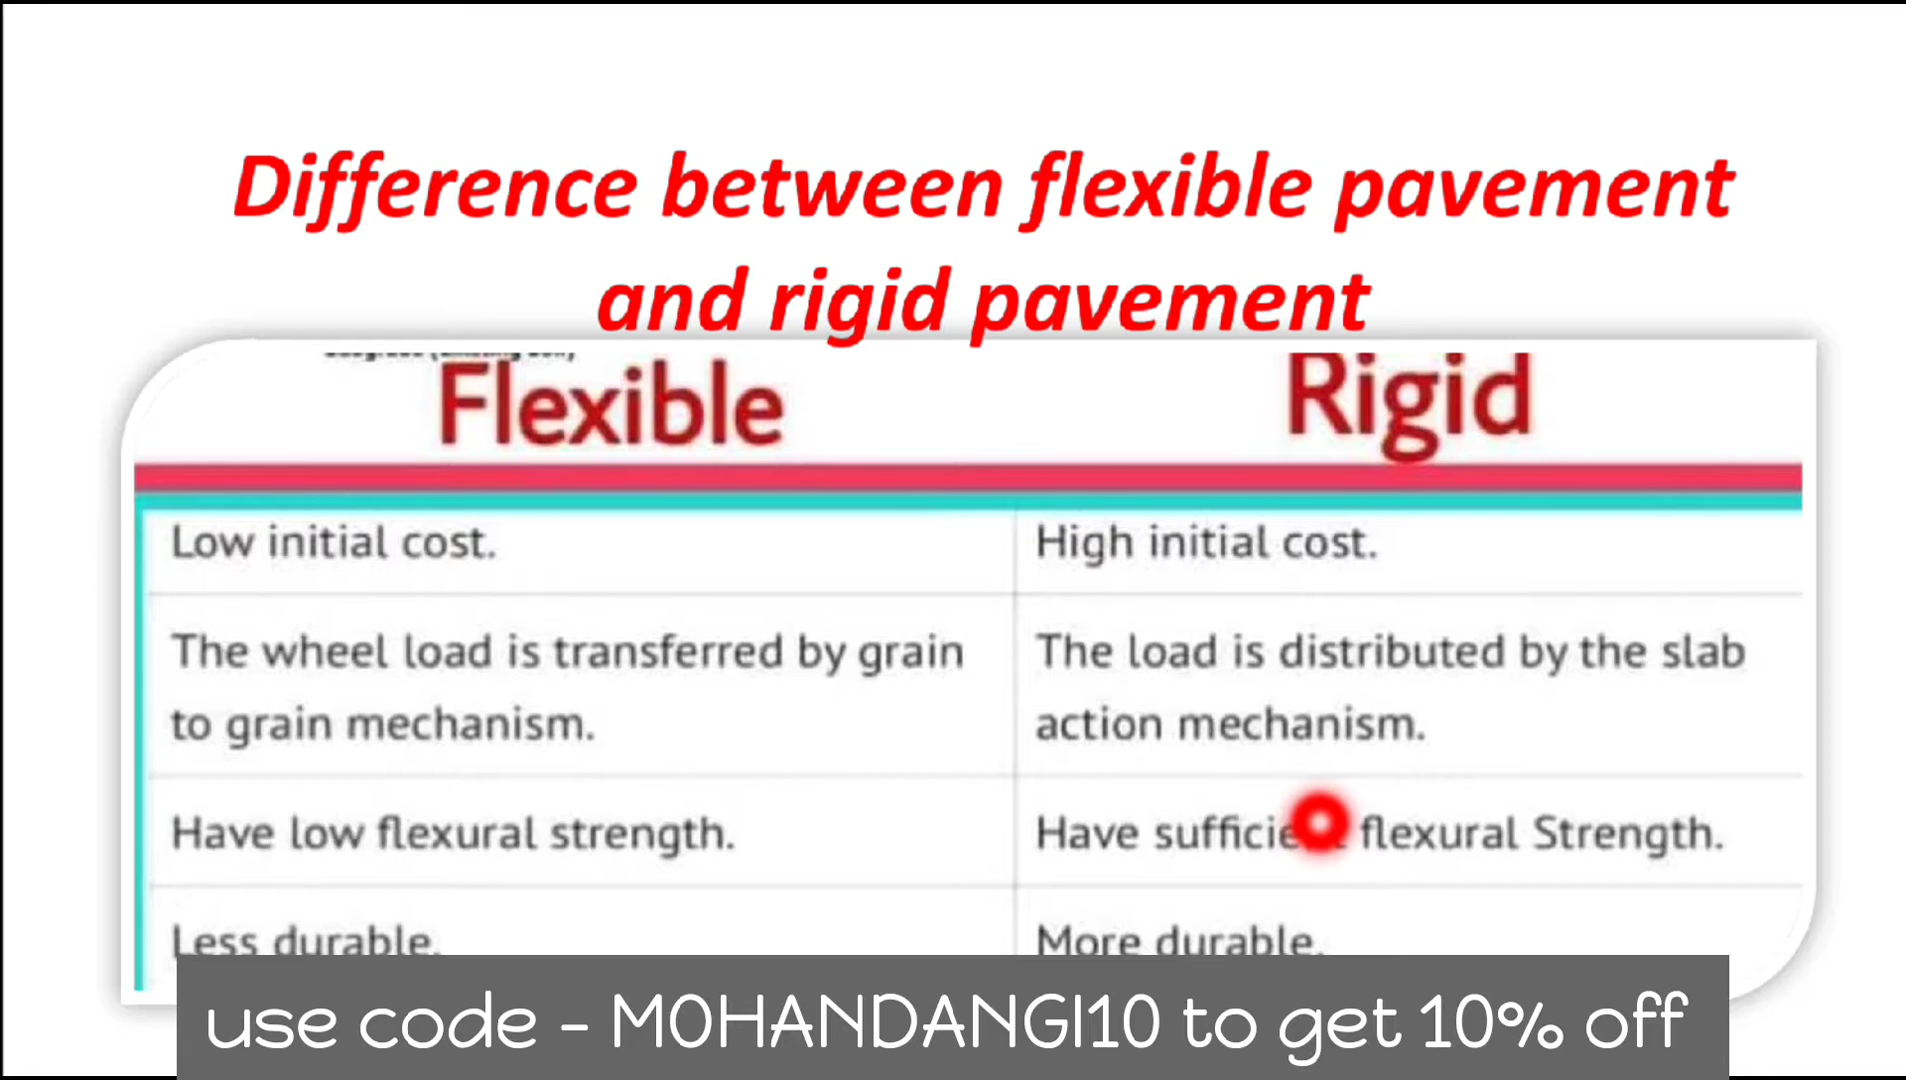 Difference between flexible pavement
and rigid pavement
Flexible
Rigid
Low initial cost.
High initial cost.
The wheel load is transferred by grain
to grain mechanism.
The load is distributed by the slab
action mechanism.
Have low flexural strength.
Have flexural Strength.
Less durable.
More durable.
use code - MOHANDANGI10 to get 10% off